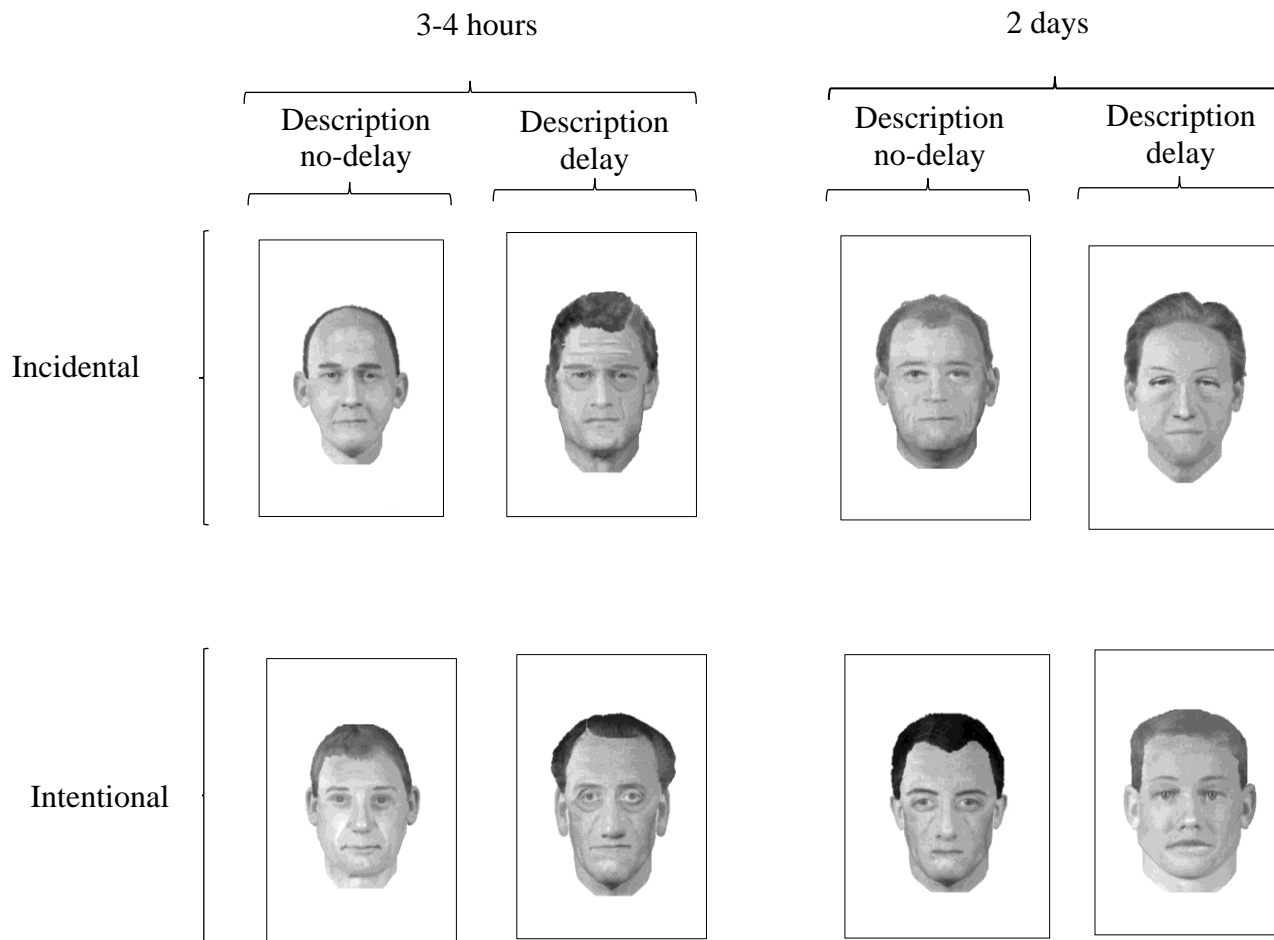 3-4 hours
2 days
Description
no-delay
Description
delay
Description
no-delay
Description
delay
Incidental
Intentional